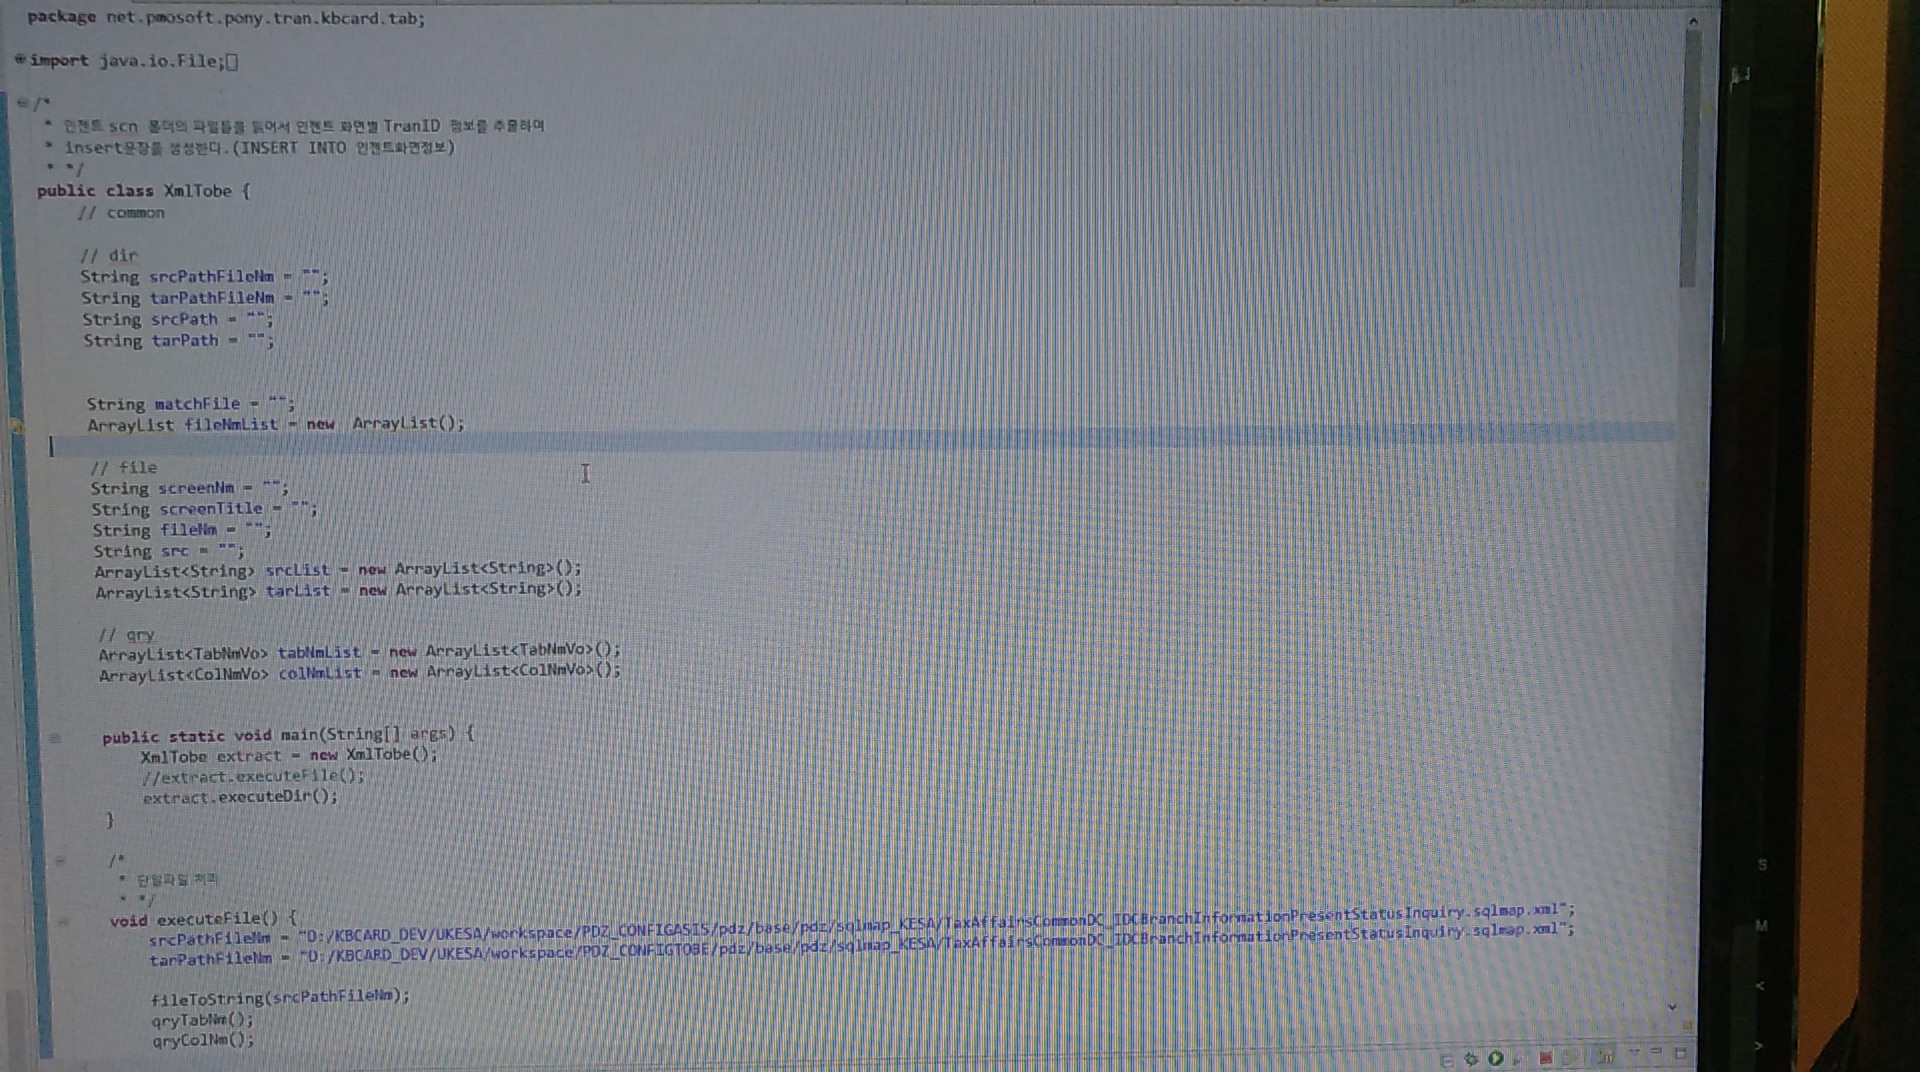 package net.pmosoft.pony.tran.kbcard.tab;
import java.io.File;
/*
* 인젠트 scn 폴더의 파일들을 읽어서 인젠트 화면별 TranID 정보를 추출하여
* insert문장을 생성한다.(INSERT INTO 인젠트화면정보)
* */
public class XmlTobe {
// common
// dir
String srcPathFileNm = "";
String tarPathFileNm = "";
String srcPath = "";
String tarPath = "";
String matchFile = "";
ArrayList fileNmList = new  ArrayList();
// file
String screenNm = "";
String screenTitle = "";
String fileNm = "";
String src = "";
ArrayList<String> srcList = new ArrayList<String>();
ArrayList<String> tarList = new ArrayList<String>();
// qry
ArrayList<TabNmVo> tabNmList = new ArrayList<TabNmVo>();
ArrayList<ColNmVo> colNmList = new ArrayList<ColNmVo>();
public static void main(String[] args) {
XmlTobe extract = new XmlTobe();
//extract.executeFile();
extract.executeDir();
}
/*
* 단일파일 처리
* */
void executeFile() {
srcPathFileNm = "D:/KBCARD_DEV/UKESA/workspace/PDZ_CONFIGASIS/pdz/base/pdz/sqlmap_KESA/TaxAffairsCommonDC_IDCBranchInformationPresentStatusInquiry.sqlmap.xml";
tarPathFileNm = "D:/KBCARD_DEV/UKESA/workspace/PDZ_CONFIGTOBE/pdz/base/pdz/sqlmap_KESA/TaxAffairsCommonDC_IDCBranchInformationPresentStatusInquiry.sqlmap.xml";
fileToString(srcPathFileNm);
qryTabNm();
qryColNm();
S
M
<
>